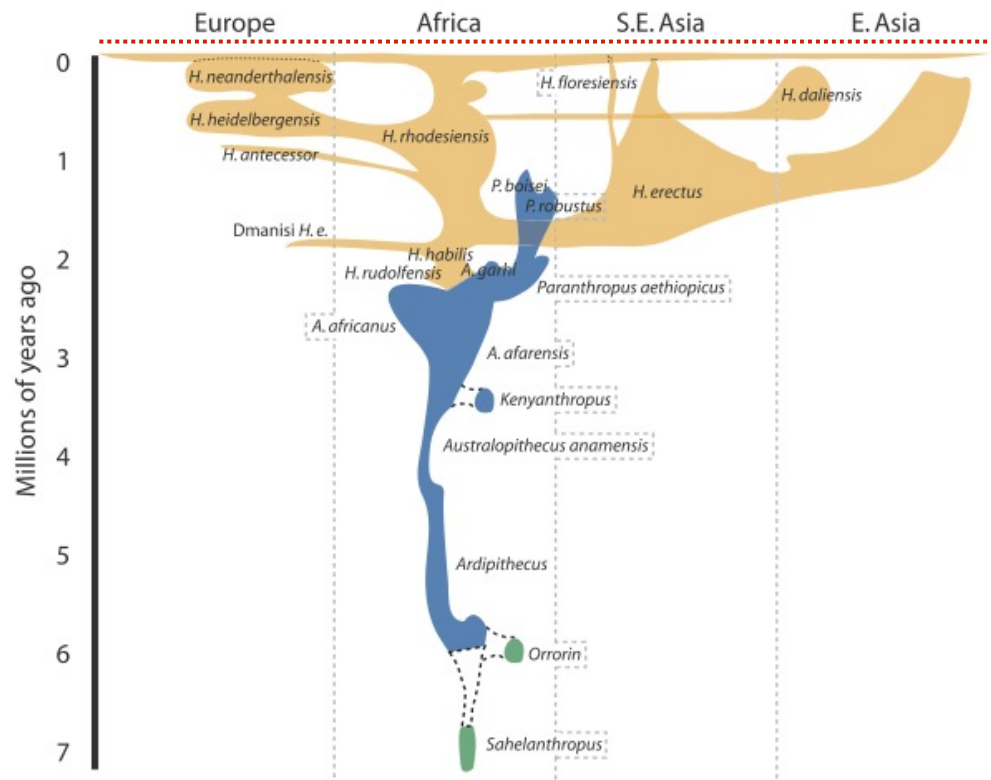 Europe
Africa
S.E. Asia
E. Asia
0
H. neanderthalensis
H. floresiensis
H. daliensis
H. heidelbergensis
H. rhodesiensis
H. antecessor
1
P. boisei
H. erectus
P. robustus
Dmanisi H. e.
2
H. habilis
H. rudolfensis
A. garhi
Paranthropus aethiopicus
A. africanus
3
A. afarensis
Kenyanthropus
Millions of years ago
4
Australopithecus anamensis
5
Ardipithecus
6
Orrorin
7
Sahelanthropus